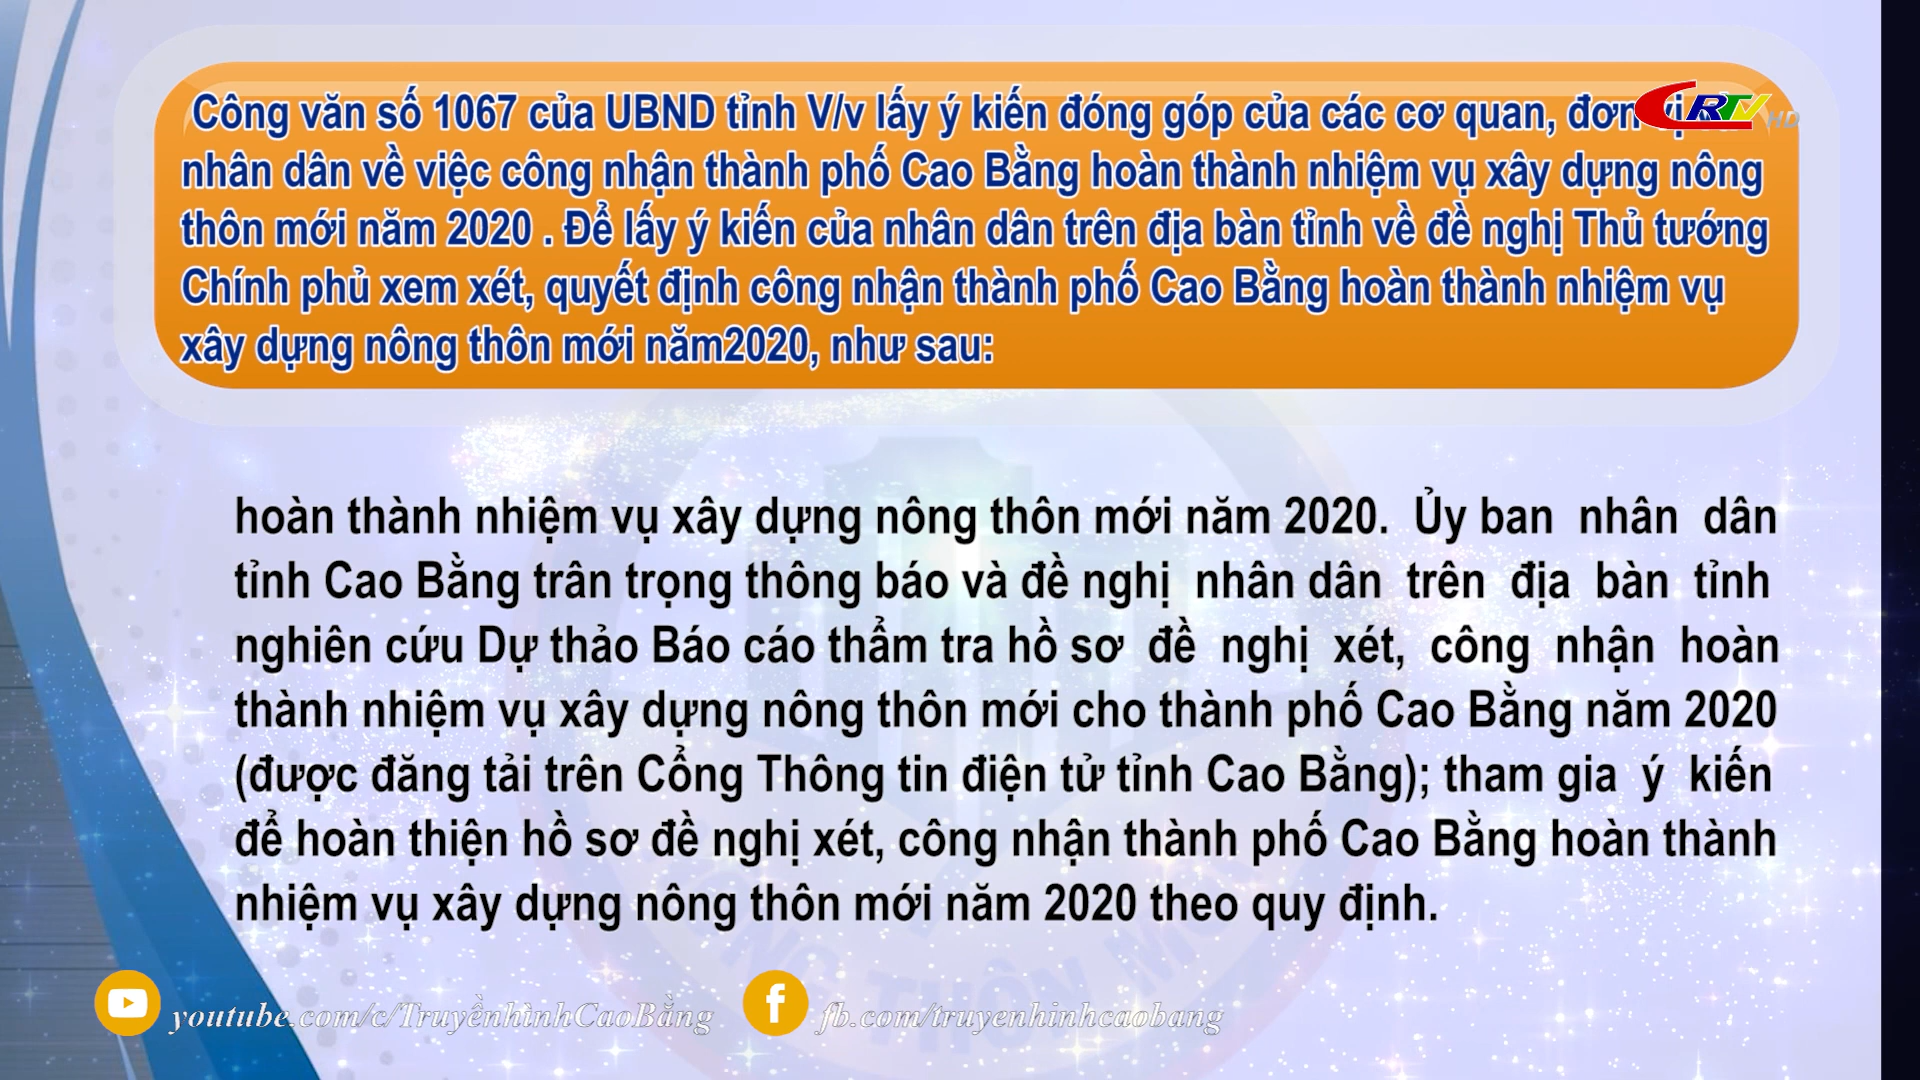 Công văn số 1067 của UBND tỉnh V/v lấy ý kiến đóng góp của các cơ quan, đơn vị
CRTV HD
nhân dân về việc công nhận thành phố Cao Bằng hoàn thành nhiệm vụ xây dựng nông
thôn mới năm 2020 . Để lấy ý kiến của nhân dân trên địa bàn tỉnh về đề nghị Thủ tướng
Chính phủ xem xét, quyết định công nhận thành phố Cao Bằng hoàn thành nhiệm vụ
xây dựng nông thôn mới năm2020, như sau:
hoàn thành nhiệm vụ xây dựng nông thôn mới năm 2020. Ủy ban nhân dân
tỉnh Cao Bằng trân trọng thông báo và đề nghị nhân dân trên địa bàn tỉnh
nghiên cứu Dự thảo Báo cáo thẩm tra hồ sơ đề nghị xét, công nhận hoàn
thành nhiệm vụ xây dựng nông thôn mới cho thành phố Cao Bằng năm 2020
(được đăng tải trên Cổng Thông tin điện tử tỉnh Cao Bằng); tham gia ý kiến
để hoàn thiện hồ sơ đề nghị xét, công nhận thành phố Cao Bằng hoàn thành
nhiệm vụ xây dựng nông thôn mới năm 2020 theo quy định.
NG THÔN MỚI
youtube.com/c/TruyềnhìnhCaoBằng
fb.com/truyenhinhcaobang